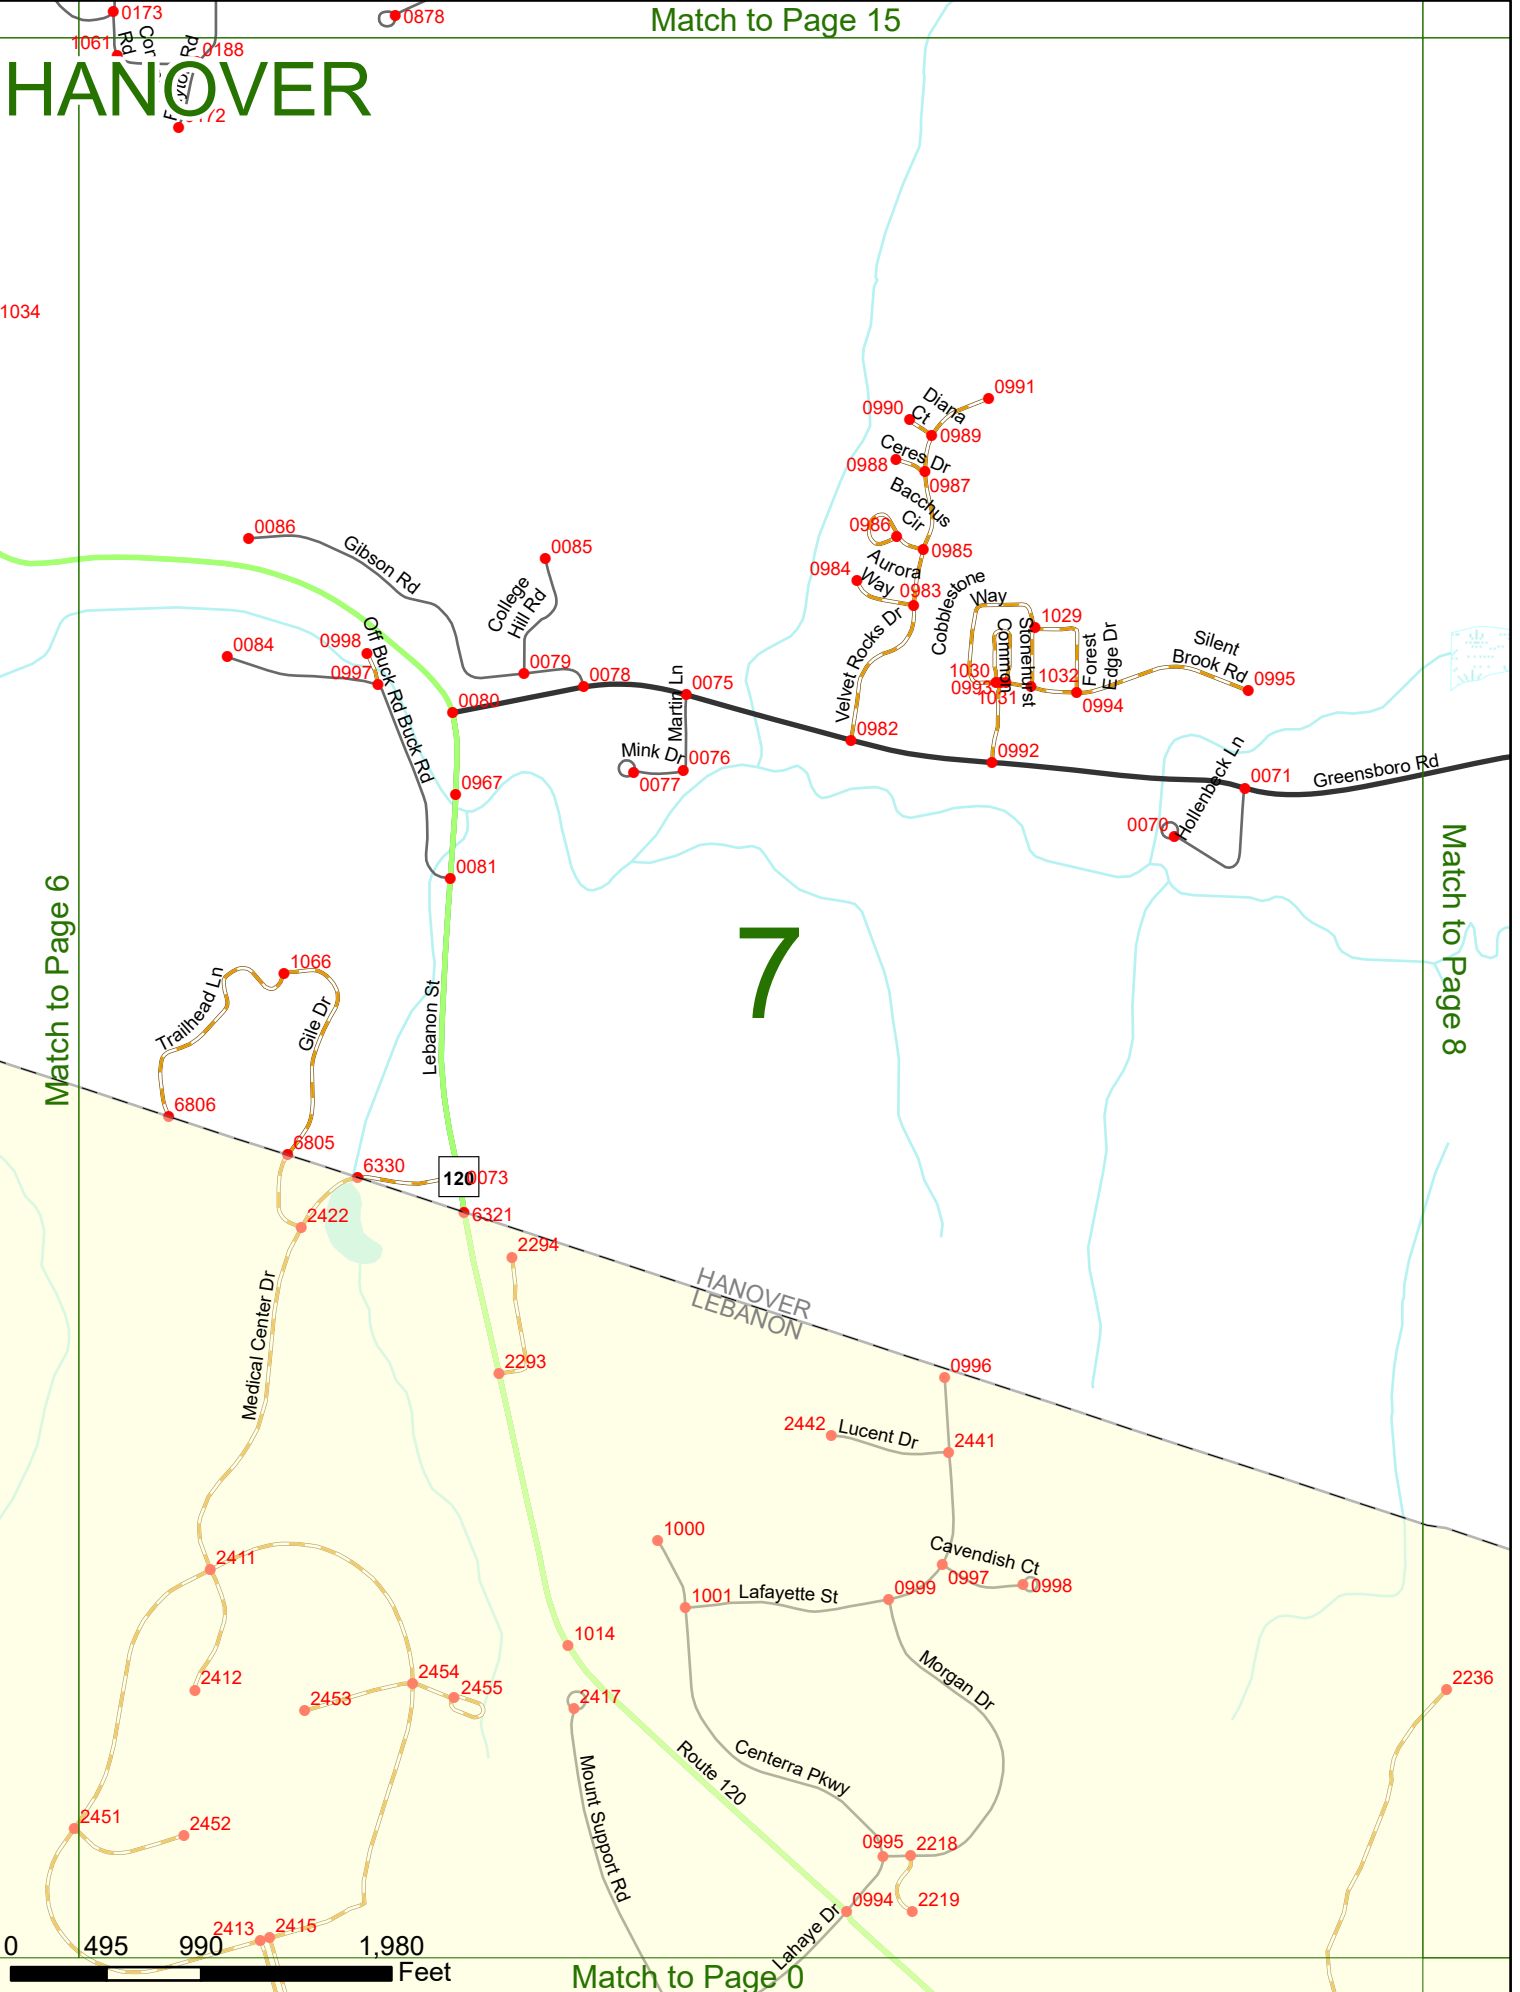 0173
0878
Match to Page 15
1061
Rd
Cor
Rd
0188
HANOVER
1034
0991
Diana
Ct
0990
0989
Ceres Dr
0988
0987
Bacchus
Cir
0986
0985
0086
Gibson Rd
0085
College
Hill Rd
Aurora
Way
0984
0983
Cobblestone
Way
1029
Off Buck Rd
0998
0084
0997
0079
0078
Martin Ln
0075
Velvet Rocks Dr
Common
Stonehurst
1030
0993
1031
1032
Forest
Edge Dr
0994
Silent
Brook Rd
0995
0080
Buck Rd
Mink Dr
0076
0077
0982
0992
Hollenbeck Ln
0071
Greensboro Rd
0967
0070
0081
Match to Page 6
Match to Page 8
7
1066
Trailhead Ln
Gile Dr
Lebanon St
6806
6805
6330
120
0073
6321
2422
2294
HANOVER
LEBANON
Medical Center Dr
2293
0996
2442
Lucent Dr
2441
1000
2411
Cavendish Ct
0997
0998
1001
Lafayette St
0999
1014
Morgan Dr
2412
2453
2454
2455
2417
2236
Route 120
Centerra Pkwy
Mount Support Rd
2451
2452
0995
2218
0994
2219
Lahaye Dr
2413
2415
0
495
990
1,980
Feet
Match to Page 0